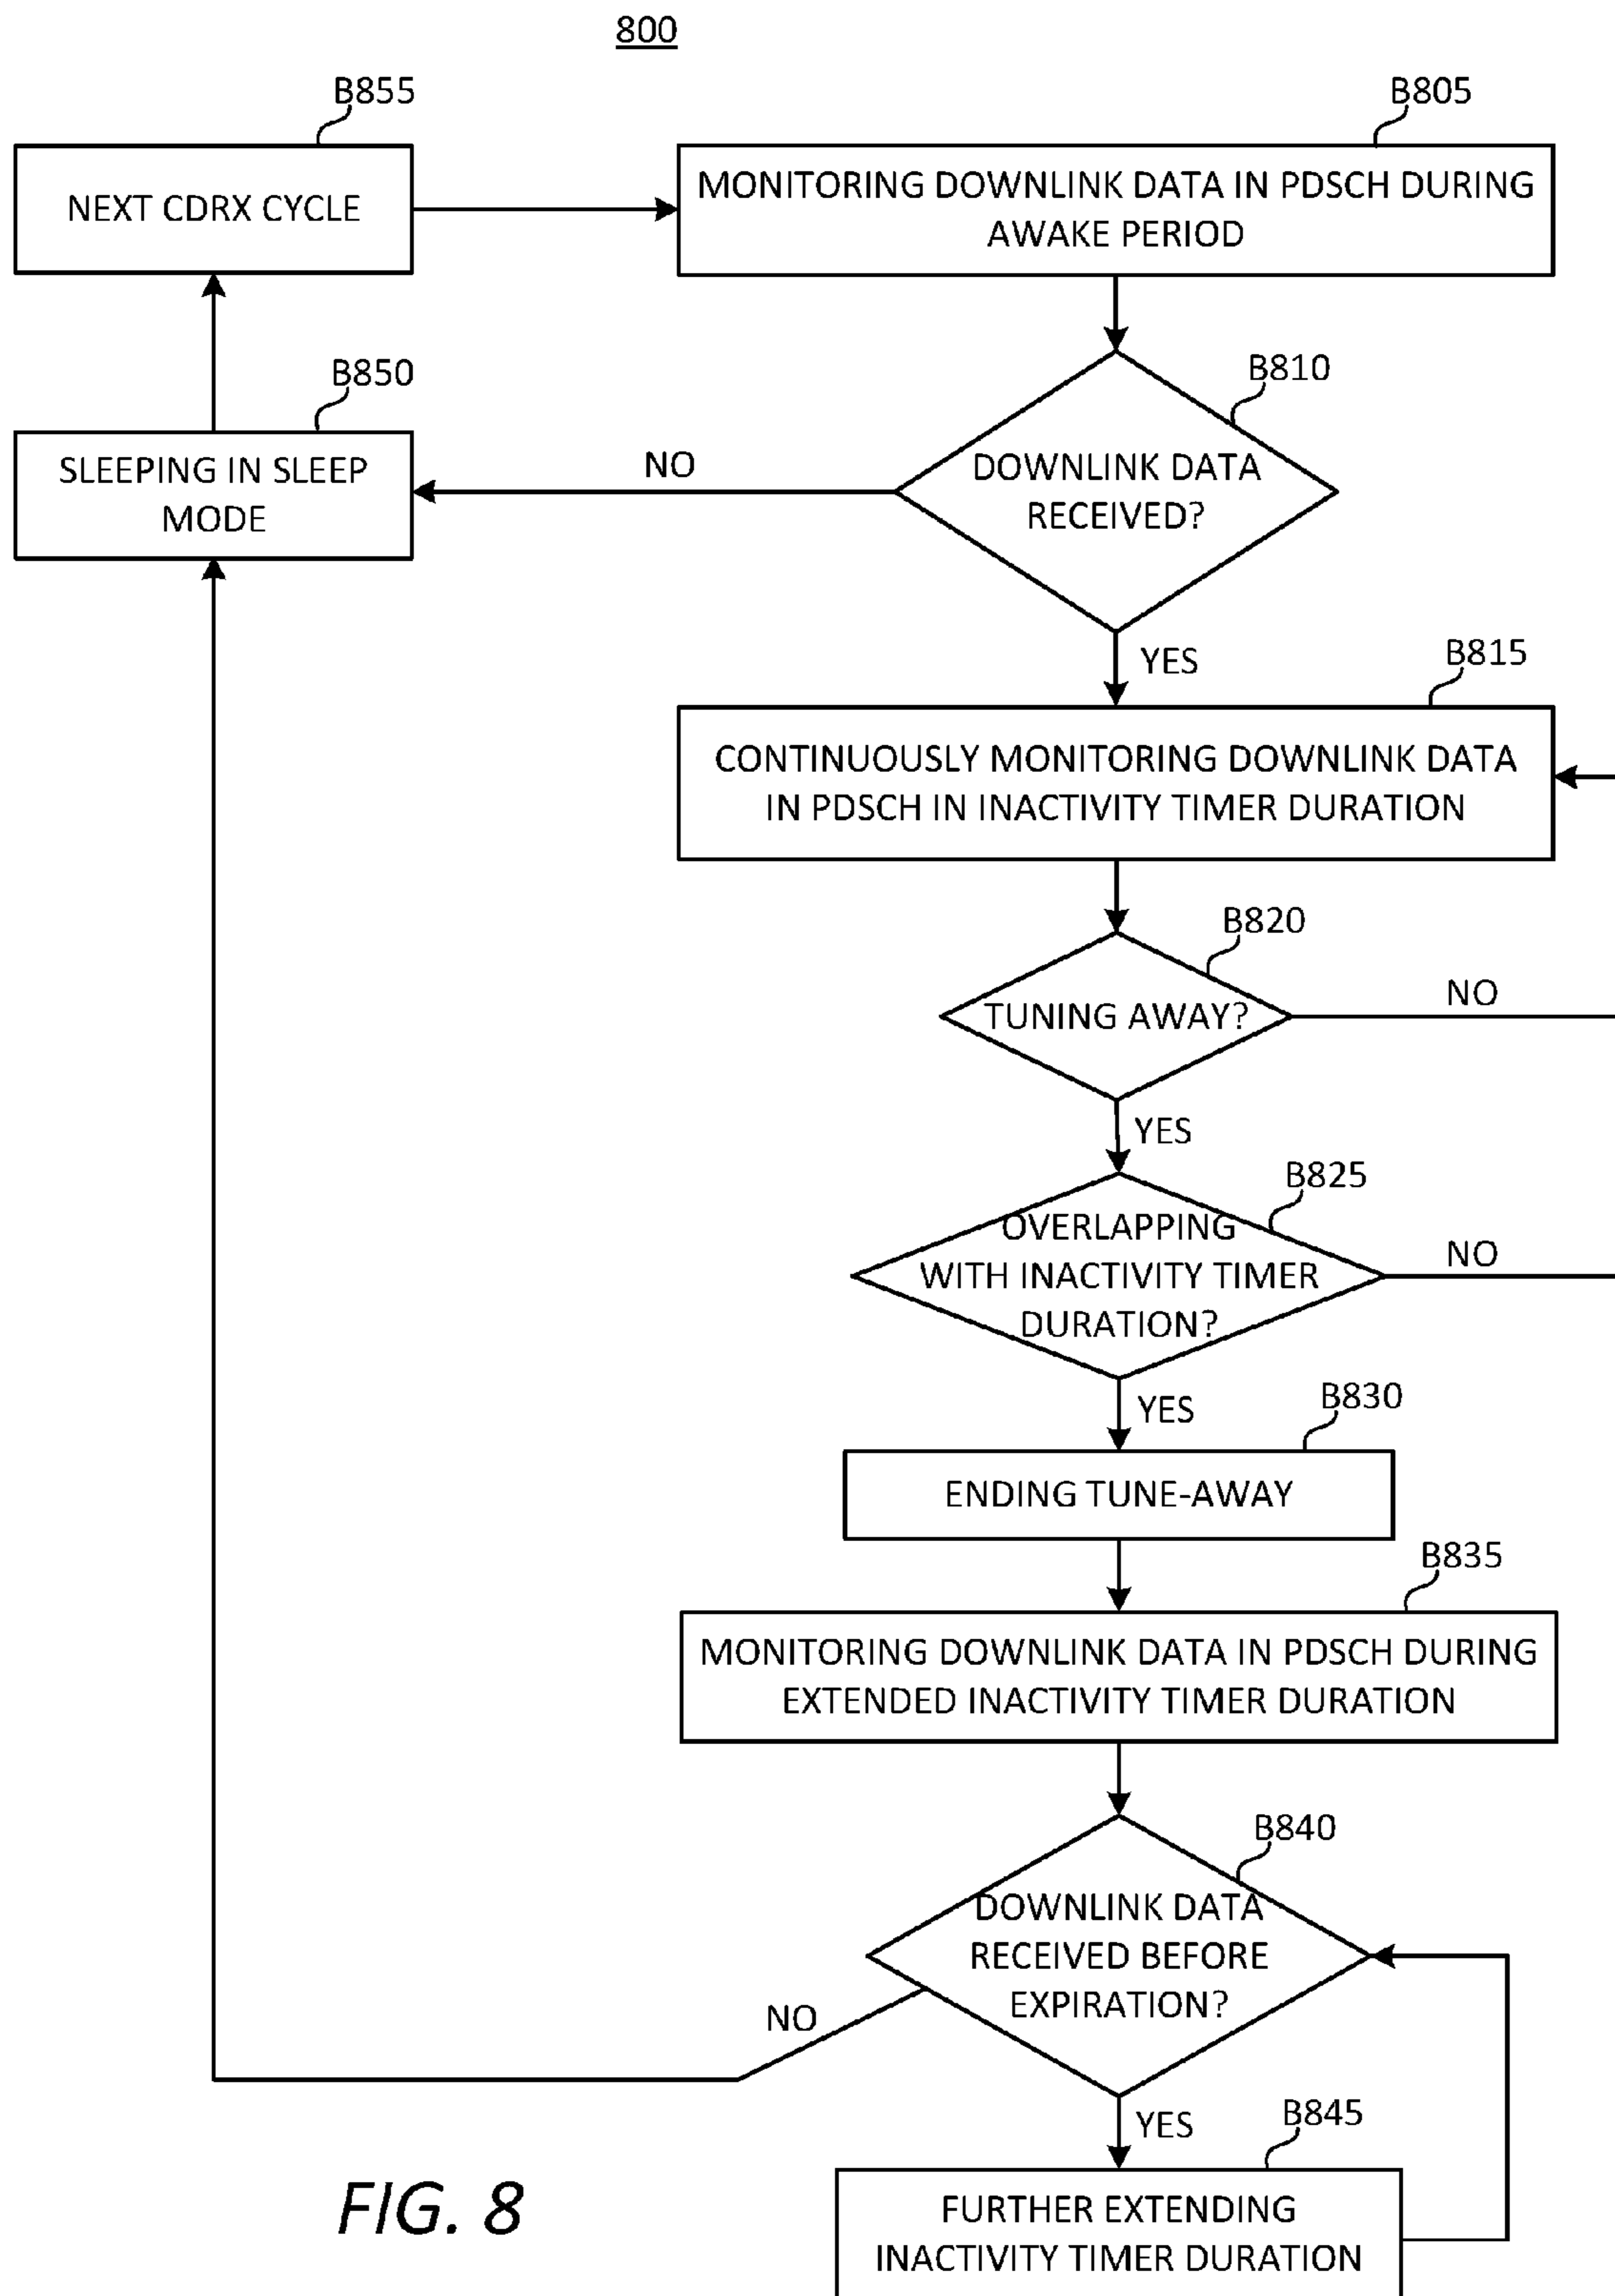 800
B855
B805
NEXT CDRX CYCLE
MONITORING DOWNLINK DATA IN PDSCH DURING
AWAKE PERIOD
B850
B810
SLEEPING IN SLEEP
MODE
NO
DOWNLINK DATA
RECEIVED?
YES
B815
CONTINUOUSLY MONITORING DOWNLINK DATA
IN PDSCH IN INACTIVITY TIMER DURATION
B820
TUNING AWAY?
NO
YES
B825
OVERLAPPING
WITH INACTIVITY TIMER
DURATION?
NO
YES
B830
ENDING TUNE-AWAY
B835
MONITORING DOWNLINK DATA IN PDSCH DURING
EXTENDED INACTIVITY TIMER DURATION
B840
DOWNLINK DATA
RECEIVED BEFORE
EXPIRATION?
NO
YES
B845
FURTHER EXTENDING
INACTIVITY TIMER DURATION
FIG. 8